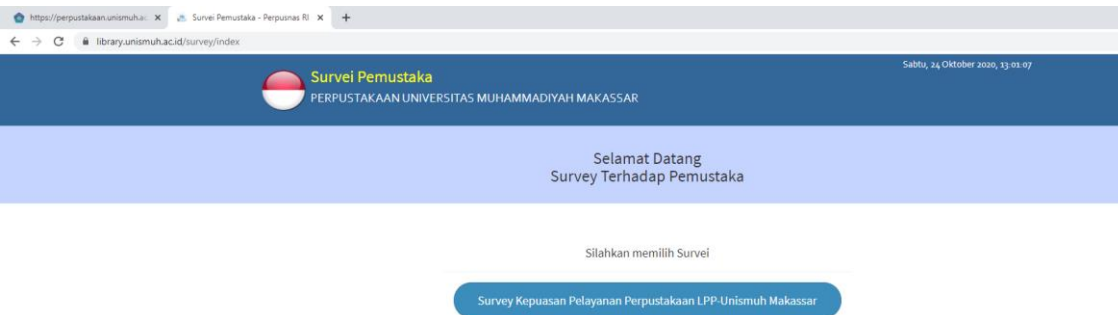 https://perpustakaan.unismuh.ac
Survei Pemustaka - Perpusnas RI
library.unismuh.ac.id/survey/index
Survei Pemustaka
PERPUSTAKAAN UNIVERSITAS MUHAMMADIYAH MAKASSAR
Sabtu, 24 Oktober 2020, 13:01:07
Selamat Datang
Survey Terhadap Pemustaka
Silahkan memilih Survei
Survey Kepuasan Pelayanan Perpustakaan LPP-Unismuh Makassar